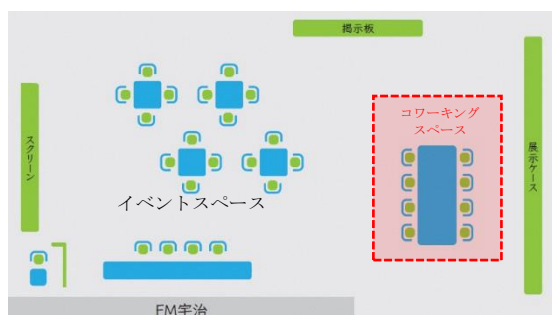 掲示板
コワーキング
スペース
スクリーン
展示ケース
イベントスペース
FM宇治